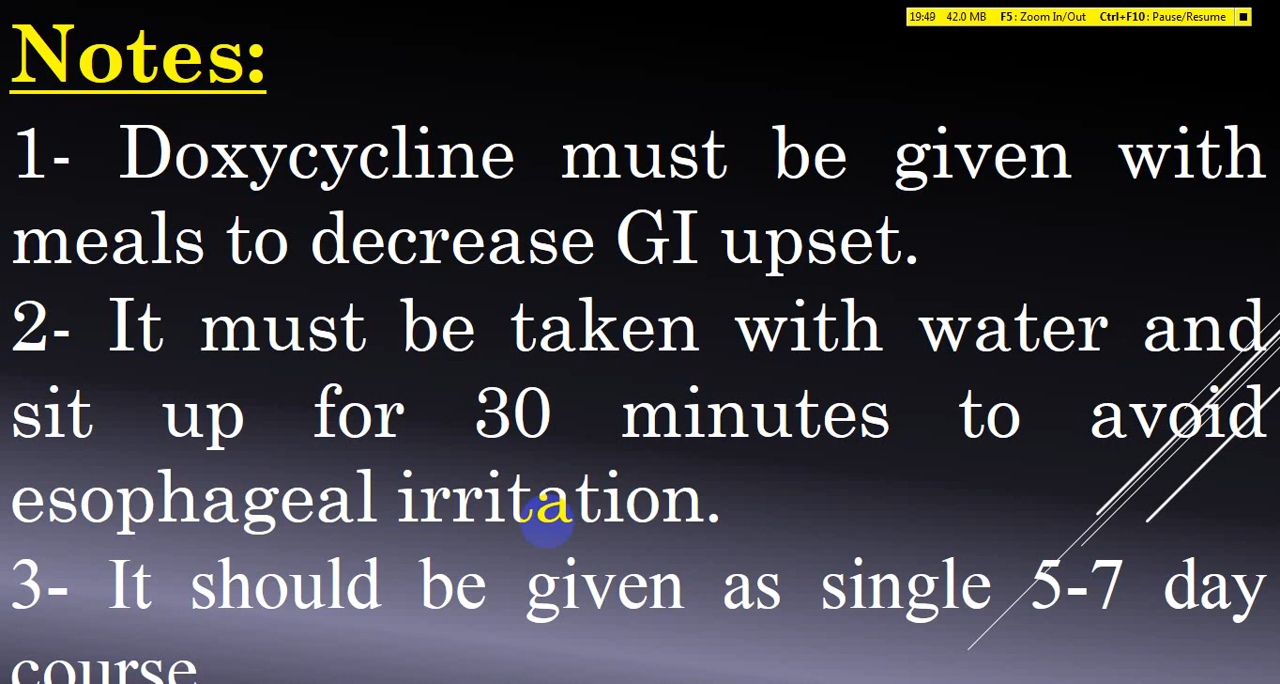 19:49 42.0 MB F5: Zoom In/Out Ctrl+F10: Pause/Resume
Notes:
1- Doxycycline must be given with
meals to decrease GI upset.
2- It must be taken with water and
sit up for 30 minutes to avoid
esophageal irritation.
3- It should be given as single 5-7 day
course